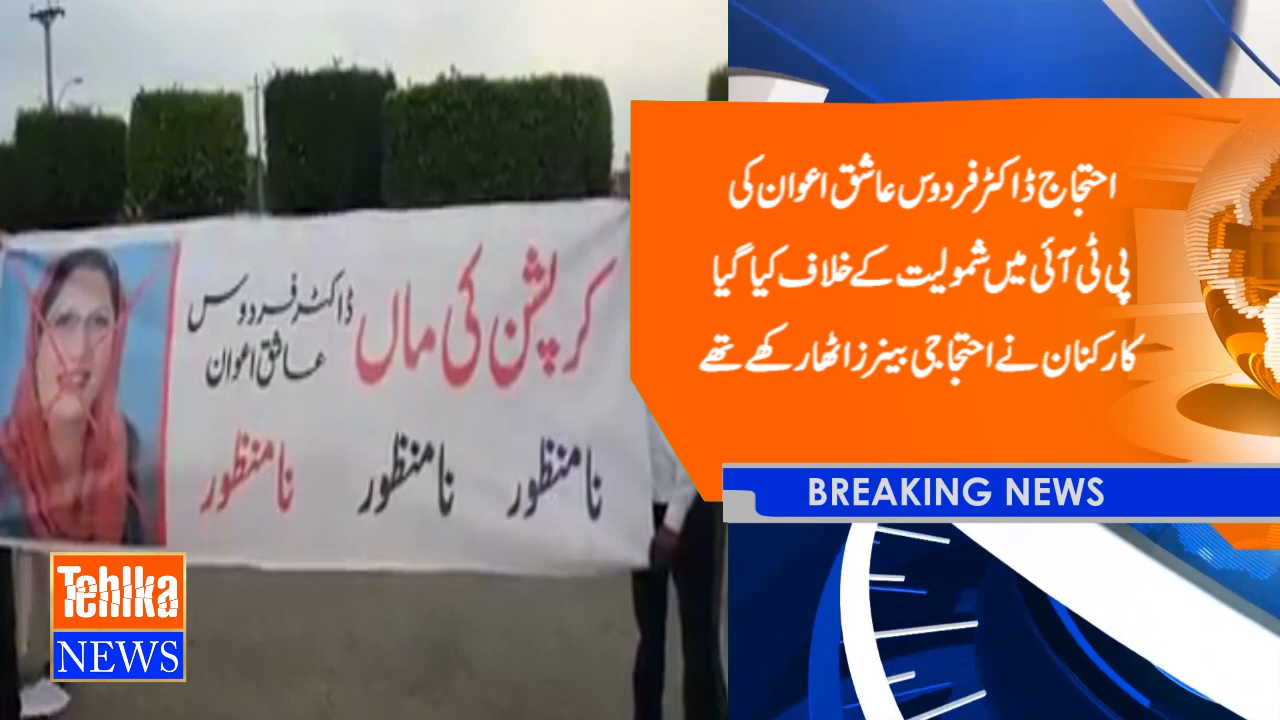 احتجاج ڈاکٹر فردوس عاشق اعوان کی
پی ٹی آئی میں شمولیت کے خلاف کیا گیا
کارکنان نے احتجاجی بینرز اٹھا رکھے تھے
BREAKING NEWS
کرپشن کی ماں ڈاکٹر فردوس
عاشق اعوان
نامنظور نامنظور نامنظور
Tehlka
NEWS